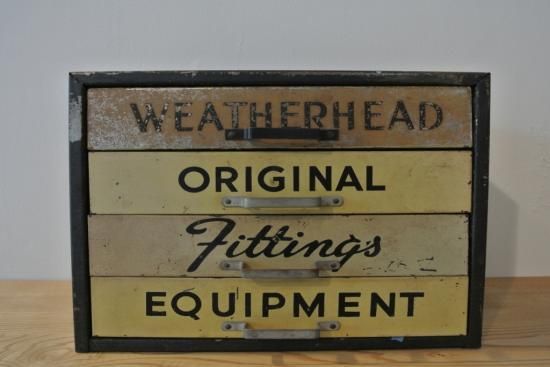 WEATHERHEAD
ORIGINAL
Fittings
EQUIPMENT